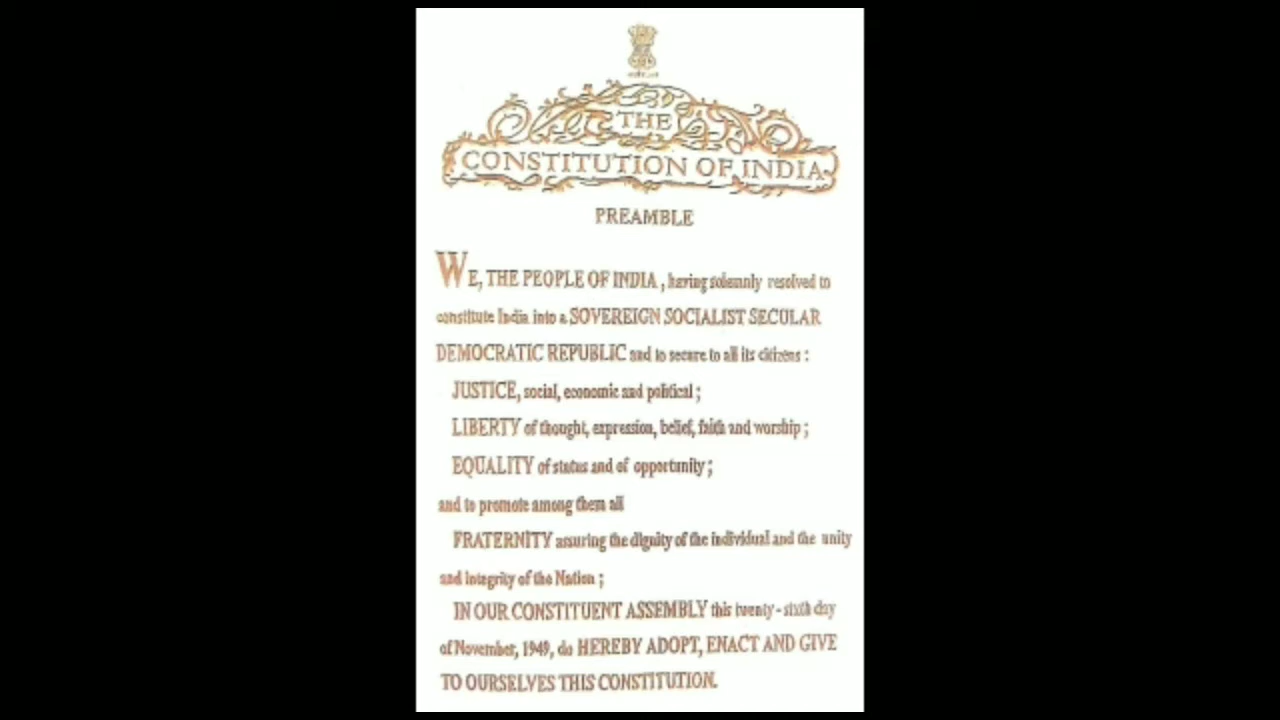 THE
CONSTITUTION OF INDIA
PREAMBLE
WE, THE PEOPLE OF INDIA , having solemnly resolved to
constitute India into a SOVEREIGN SOCIALIST SECULAR
DEMOCRATIC REPUBLIC and to secure to all its citizens :
JUSTICE, social, economic and political ;
LIBERTY of thought, expression, belief, faith and worship ;
EQUALITY of status and of opportunity ;
and to promote among them all
FRATERNITY assuring the dignity of the individual and the unity
and integrity of the Nation ;
IN OUR CONSTITUENT ASSEMBLY this twenty - sixth day
of November, 1949, do HEREBY ADOPT, ENACT AND GIVE
TO OURSELVES THIS CONSTITUTION.